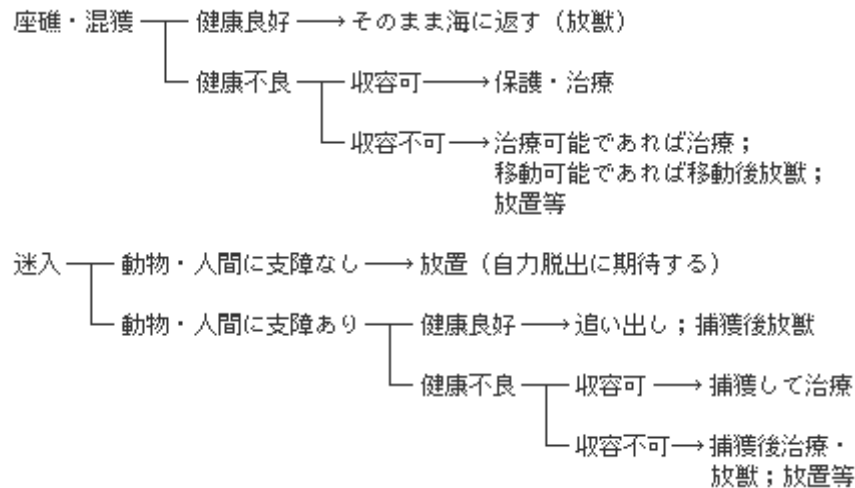 座礁・混獲 健康良好 そのまま海に返す（放獣）
健康不良 収容可 保護・治療
収容不可 治療可能であれば治療；
移動可能であれば移動後放獣；
放置等
迷入 動物・人間に支障なし 放置（自力脱出に期待する）
動物・人間に支障あり 健康良好 追い出し；捕獲後放獣
健康不良 収容可 捕獲して治療
収容不可 捕獲後治療・
放獣；放置等